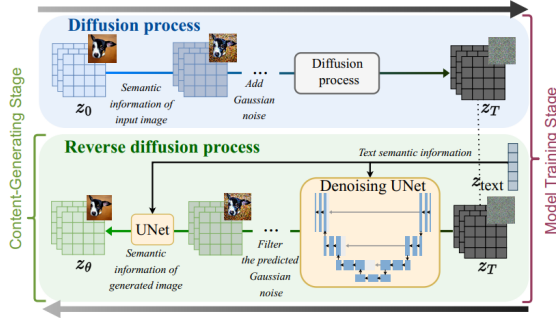 Diffusion process
z0
Semantic
information of
input image
...
Add
Gaussian
noise
Diffusion
process
zT
Content-Generating Stage
Model Training Stage
Reverse diffusion process
Text semantic information
ztext
Denoising UNet
UNet
zθ
Semantic
information of
generated image
...
Filter
the predicted
Gaussian
noise
zT